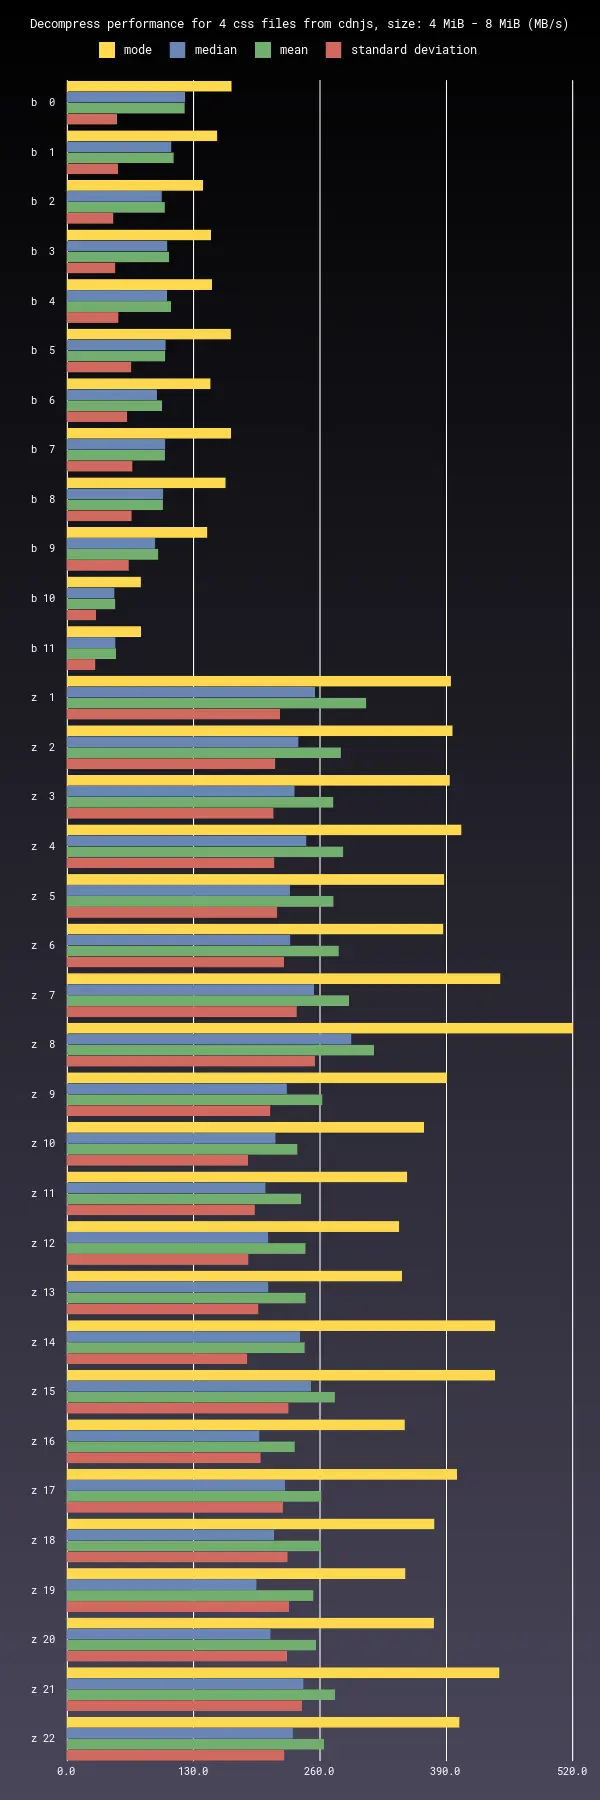 Decompress performance for 4 css files from cdnjs, size: 4 MiB - 8 MiB (MB/s)
mode median mean standard deviation
b 0
b 1
b 2
b 3
b 4
b 5
b 6
b 7
b 8
b 9
b 10
b 11
z 1
z 2
z 3
z 4
z 5
z 6
z 7
z 8
z 9
z 10
z 11
z 12
z 13
z 14
z 15
z 16
z 17
z 18
z 19
z 20
z 21
z 22
0.0 130.0 260.0 390.0 520.0